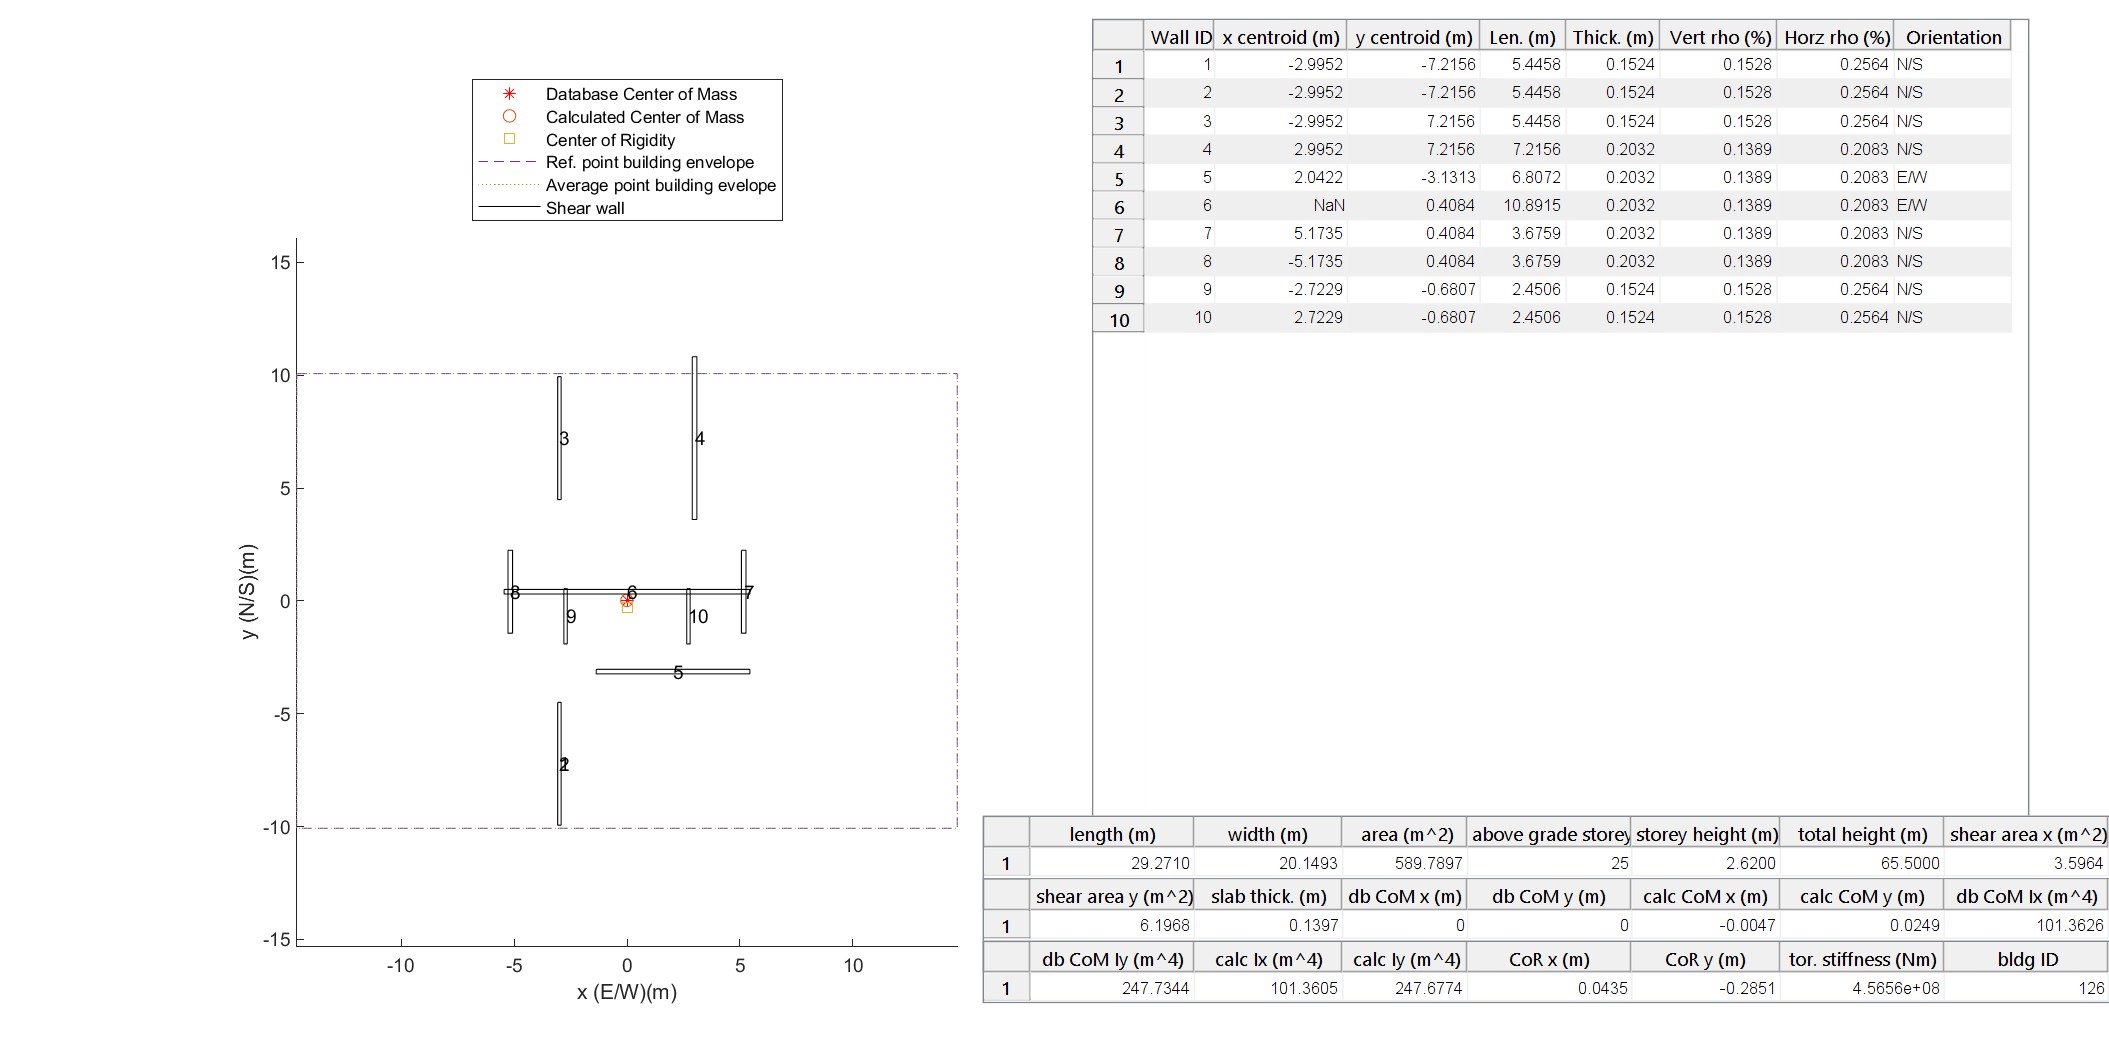 Database Center of Mass
Calculated Center of Mass
Center of Rigidity
Ref. point building envelope
Average point building evelope
Shear wall
15
10
5
0
-5
-10
-15
y (N/S)(m)
3
4
8
6
7
9
10
5
-10
-5
0
5
10
x (E/W)(m)
Wall ID x centroid (m) y centroid (m) Len. (m) Thick. (m) Vert rho (%) Horz rho (%) Orientation
1 1 -2.9952 -7.2156 5.4458 0.1524 0.1528 0.2564 N/S
2 2 -2.9952 -7.2156 5.4458 0.1524 0.1528 0.2564 N/S
3 3 -2.9952 7.2156 5.4458 0.1524 0.1528 0.2564 N/S
4 4 2.9952 7.2156 7.2156 0.2032 0.1389 0.2083 N/S
5 5 2.0422 -3.1313 6.8072 0.2032 0.1389 0.2083 E/W
6 6 NaN 0.4084 10.8915 0.2032 0.1389 0.2083 E/W
7 7 5.1735 0.4084 3.6759 0.2032 0.1389 0.2083 N/S
8 8 -5.1735 0.4084 3.6759 0.2032 0.1389 0.2083 N/S
9 9 -2.7229 -0.6807 2.4506 0.1524 0.1528 0.2564 N/S
10 10 2.7229 -0.6807 2.4506 0.1524 0.1528 0.2564 N/S
length (m) width (m) area (m^2) above grade storey storey height (m) total height (m) shear area x (m^2)
1 29.2710 20.1493 589.7897 25 2.6200 65.5000 3.5964
shear area y (m^2) slab thick. (m) db CoM x (m) db CoM y (m) calc CoM x (m) calc CoM y (m) db CoM Ix (m^4)
1 6.1968 0.1397 0 0 -0.0047 0.0249 101.3626
db CoM Iy (m^4) calc Ix (m^4) calc Iy (m^4) CoR x (m) CoR y (m) tor. stiffness (Nm) bldg ID
1 247.7344 101.3605 247.6774 0.0435 -0.2851 4.5656e+08 126